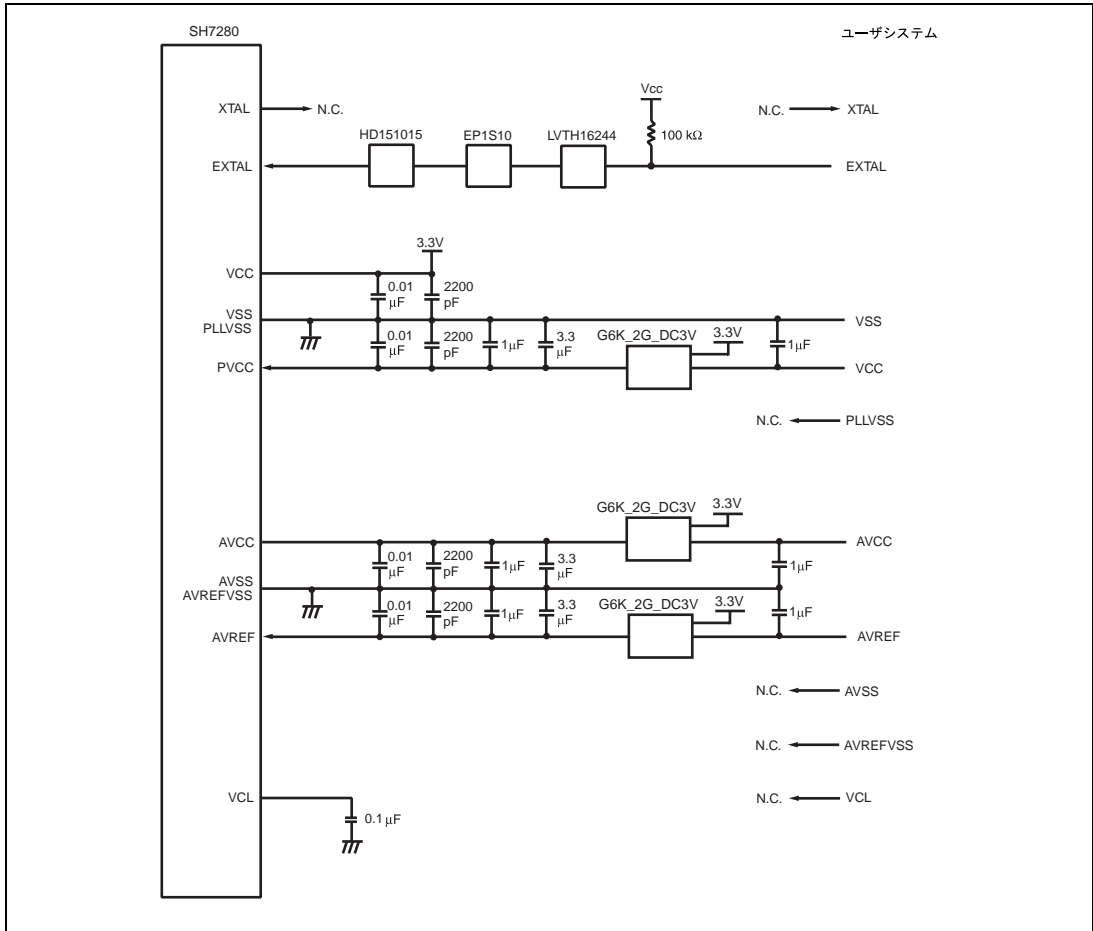 SH7280
ユーザシステム
XTAL
N.C.
Vcc
N.C.
XTAL
100 kΩ
HD151015
EP1S10
LVTH16244
EXTAL
EXTAL
3.3V
VCC
0.01
μF
2200
pF
VSS
PLLVSS
VSS
0.01
μF
2200
pF
1μF
3.3
μF
G6K_2G_DC3V
3.3V
1μF
PVCC
VCC
N.C.
PLLVSS
G6K_2G_DC3V
3.3V
AVCC
AVCC
0.01
μF
2200
pF
1μF
3.3
μF
1μF
AVSS
AVREFVSS
0.01
μF
2200
pF
1μF
3.3
μF
G6K_2G_DC3V
3.3V
1μF
AVREF
AVREF
N.C.
AVSS
N.C.
AVREFVSS
VCL
N.C.
VCL
0.1μF